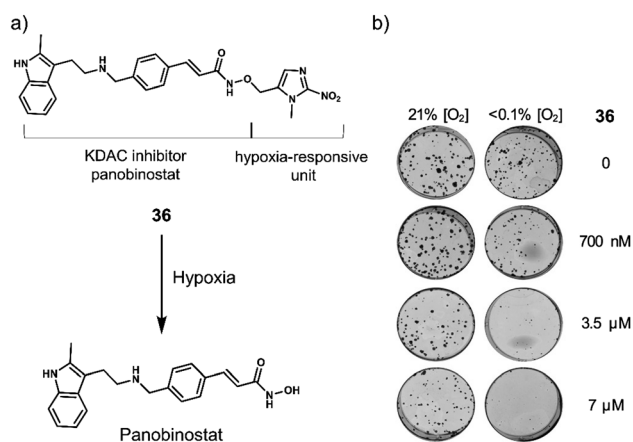 a)
HN
H
N
O
N
H
O
N
N
NO₂
KDAC inhibitor
panobinostat
hypoxia-responsive
unit
36
Hypoxia
HN
H
N
O
N
H
OH
Panobinostat
b)
21% [O₂] <0.1% [O₂] 36
0
700 nM
3.5 µM
7 µM